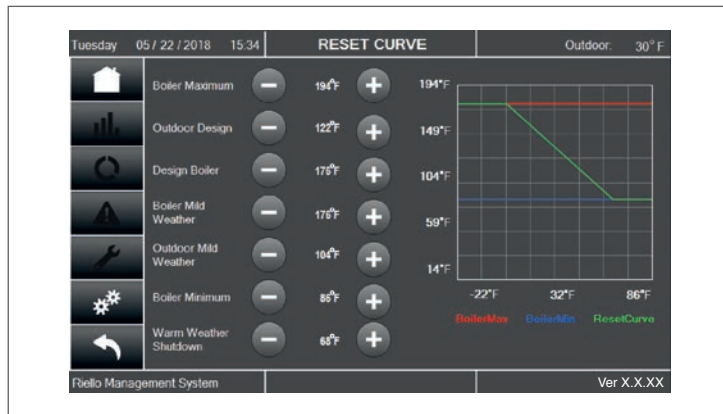 Tuesday 05 / 22 / 2018 15:34 RESET CURVE Outdoor: 30°F
Boiler Maximum 194°F
Outdoor Design 122°F
Design Boiler 176°F
Boiler Mild Weather 176°F
Outdoor Mild Weather 104°F
Boiler Minimum 86°F
Warm Weather Shutdown 68°F
194°F
149°F
104°F
59°F
14°F
-22°F 32°F 86°F
BoilerMax BoilerMin ResetCurve
Riello Management System Ver X.X.XX